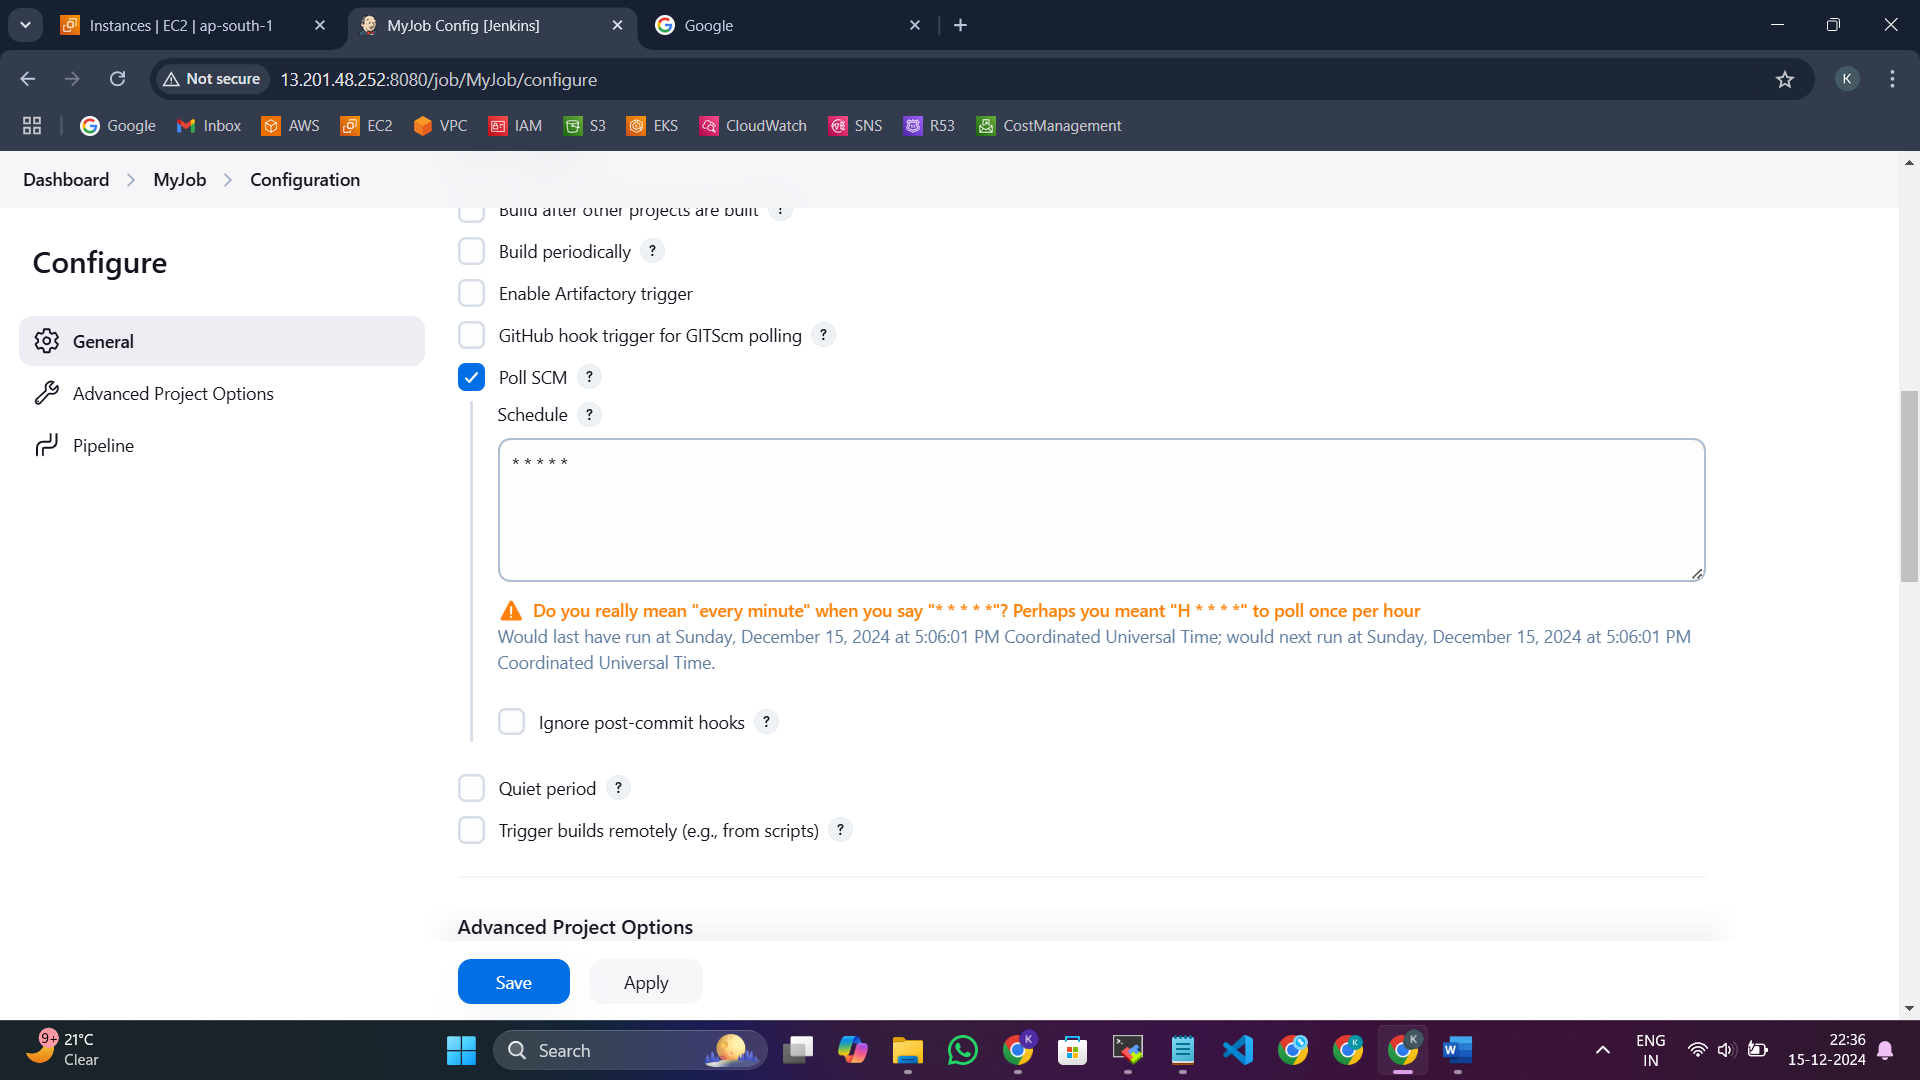 Instances | EC2 | ap-south-1
MyJob Config [Jenkins]
Google
Not secure
13.201.48.252:8080/job/MyJob/configure
K
Google
Inbox
AWS
EC2
VPC
IAM
S3
EKS
CloudWatch
SNS
R53
CostManagement
Dashboard
MyJob
Configuration
Build after other projects are built ?
Configure
General
Advanced Project Options
Pipeline
Build periodically ?
Enable Artifactory trigger
GitHub hook trigger for GITScm polling ?
Poll SCM ?
Schedule ?
* * * * *
Do you really mean "every minute" when you say "* * * * *"? Perhaps you meant "H * * * *" to poll once per hour
Would last have run at Sunday, December 15, 2024 at 5:06:01 PM Coordinated Universal Time; would next run at Sunday, December 15, 2024 at 5:06:01 PM
Coordinated Universal Time.
Ignore post-commit hooks ?
Quiet period ?
Trigger builds remotely (e.g., from scripts) ?
Advanced Project Options
Save
Apply
9+
21°C
Clear
Search
ENG
IN
22:36
15-12-2024